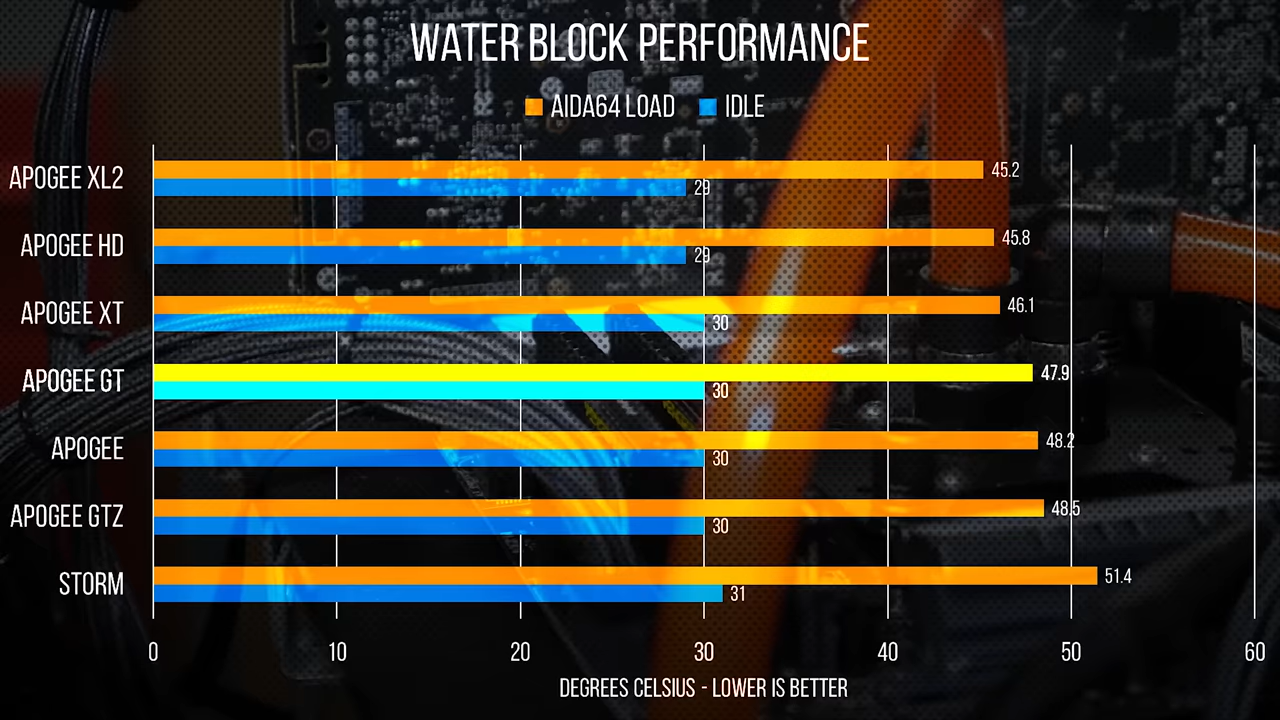 WATER BLOCK PERFORMANCE
AIDA64 LOAD IDLE
APOGEE XL2 45.2
29
APOGEE HD 45.8
29
APOGEE XT 46.1
30
APOGEE GT 47.9
30
APOGEE 48.2
30
APOGEE GTZ 48.5
30
STORM 51.4
31
0 10 20 30 40 50 60
DEGREES CELSIUS - LOWER IS BETTER